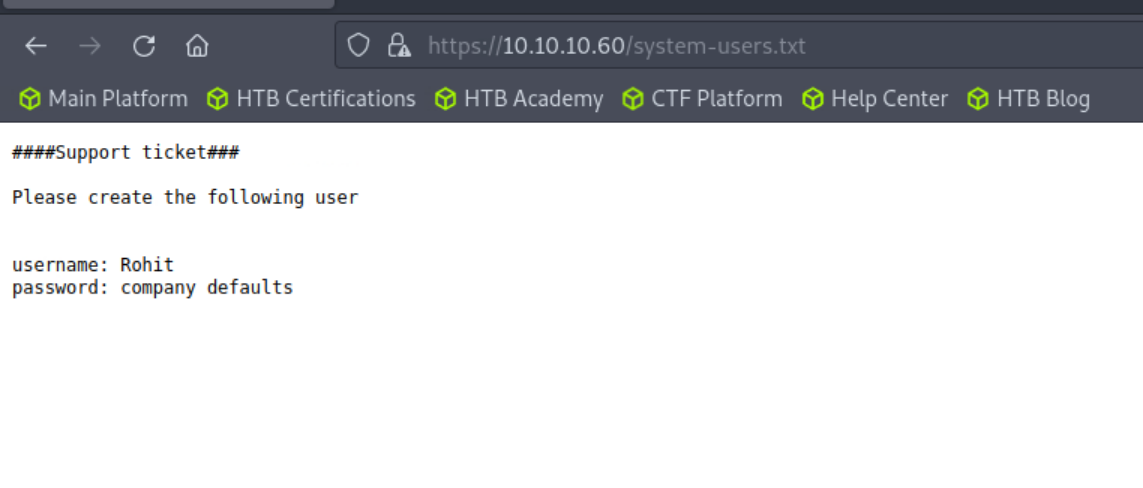 https://10.10.10.60/system-users.txt
Main Platform HTB Certifications HTB Academy CTF Platform Help Center HTB Blog
####Support ticket###
Please create the following user
username: Rohit
password: company defaults